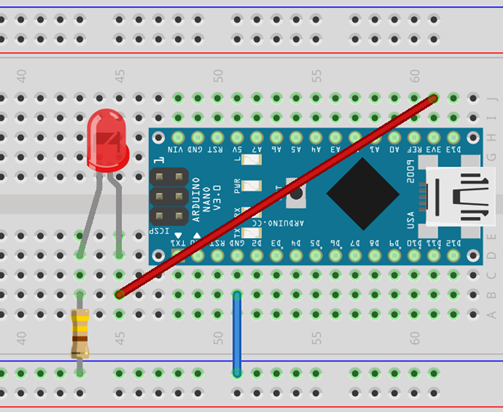 40
45
50
55
60
J
I
H
G
F
VIN GND RST 5V A7 A6 A5 A4 A3 A1 A0 REF 3V3 D13
1
ICSP
ARDUINO
NANO
V3.0
L
PWR
RX
TX
ARDUINO.CC
2009
USA
TX1 RST GND D2 D3 D4 D5 D6 D7 D8 D9 D10 D11 D12
E
D
C
B
A
40
45
50
55
60